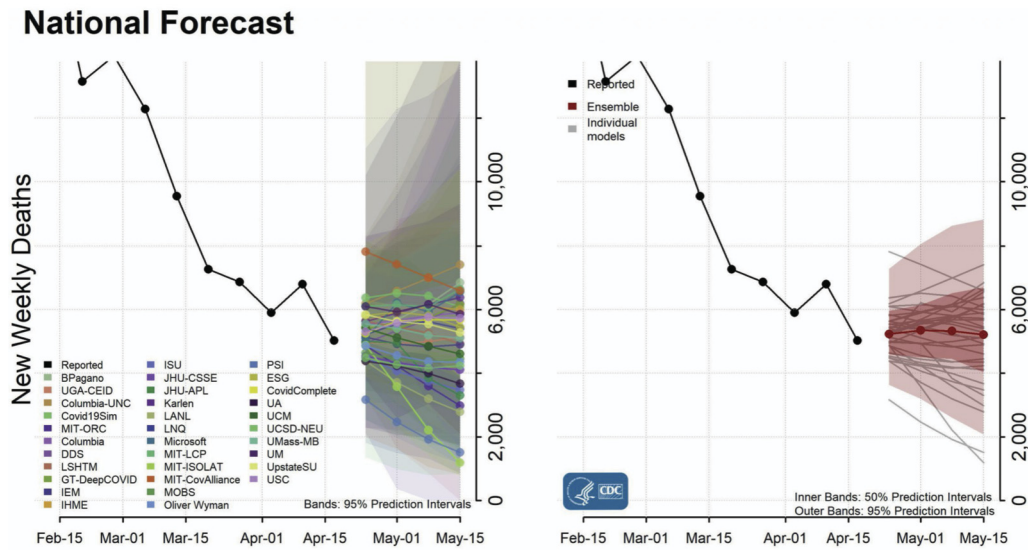 National Forecast
New Weekly Deaths
10,000
6,000
2,000
0
Reported
BPagano
UGA-CEID
Columbia-UNC
Covid19Sim
MIT-ORC
Columbia
DDS
LSHTM
GT-DeepCOVID
IEM
IHME
ISU
JHU-CSSE
JHU-APL
Karlen
LANL
LNQ
Microsoft
MIT-LCP
MIT-ISOLAT
MIT-CovAlliance
MOBS
Oliver Wyman
PSI
ESG
CovidComplete
UA
UCM
UCSD-NEU
UMass-MB
UM
UpstateSU
USC
Bands: 95% Prediction Intervals
Feb-15 Mar-01 Mar-15 Apr-01 Apr-15 May-01 May-15
Reported
Ensemble
Individual
models
10,000
6,000
2,000
0
CDC
Inner Bands: 50% Prediction Intervals
Outer Bands: 95% Prediction Intervals
Feb-15 Mar-01 Mar-15 Apr-01 Apr-15 May-01 May-15